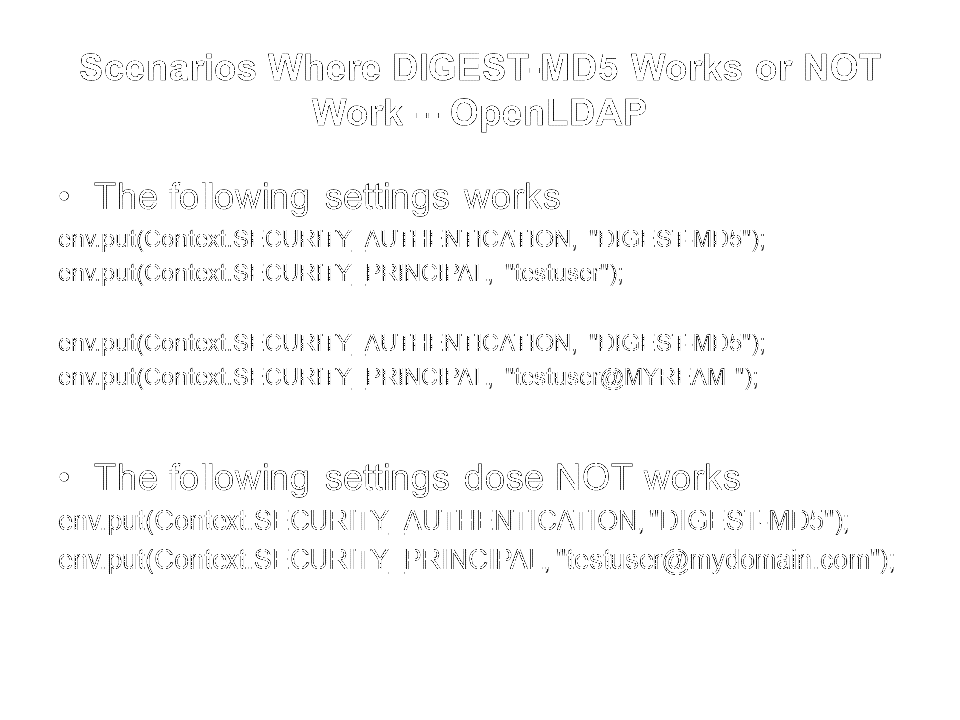 Scenarios Where DIGEST-MD5 Works or NOT
Work -- OpenLDAP
• The following settings works
env.put(Context.SECURITY_AUTHENTICATION, "DIGEST-MD5");
env.put(Context.SECURITY_PRINCIPAL, "testuser");
env.put(Context.SECURITY_AUTHENTICATION, "DIGEST-MD5");
env.put(Context.SECURITY_PRINCIPAL, "testuser@MYREAM ");
• The following settings dose NOT works
env.put(Context.SECURITY_AUTHENTICATION, "DIGEST-MD5");
env.put(Context.SECURITY_PRINCIPAL, "testuser@mydomain.com");